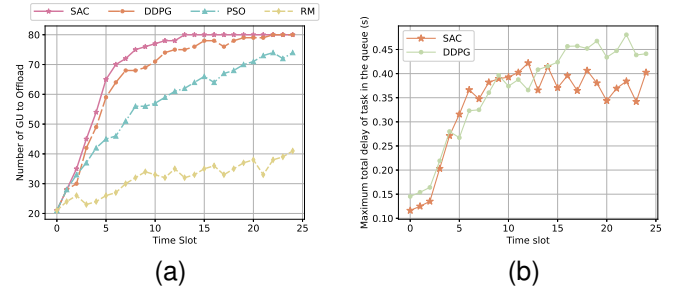 SAC DDPG PSO RM
Number of GU to Offload
80
70
60
50
40
30
20
0 5 10 15 20 25
Time Slot
(a)
Maximum total delay of task in the queue (s)
SAC
DDPG
0.45
0.40
0.35
0.30
0.25
0.20
0.15
0.10
0 5 10 15 20 25
Time Slot
(b)